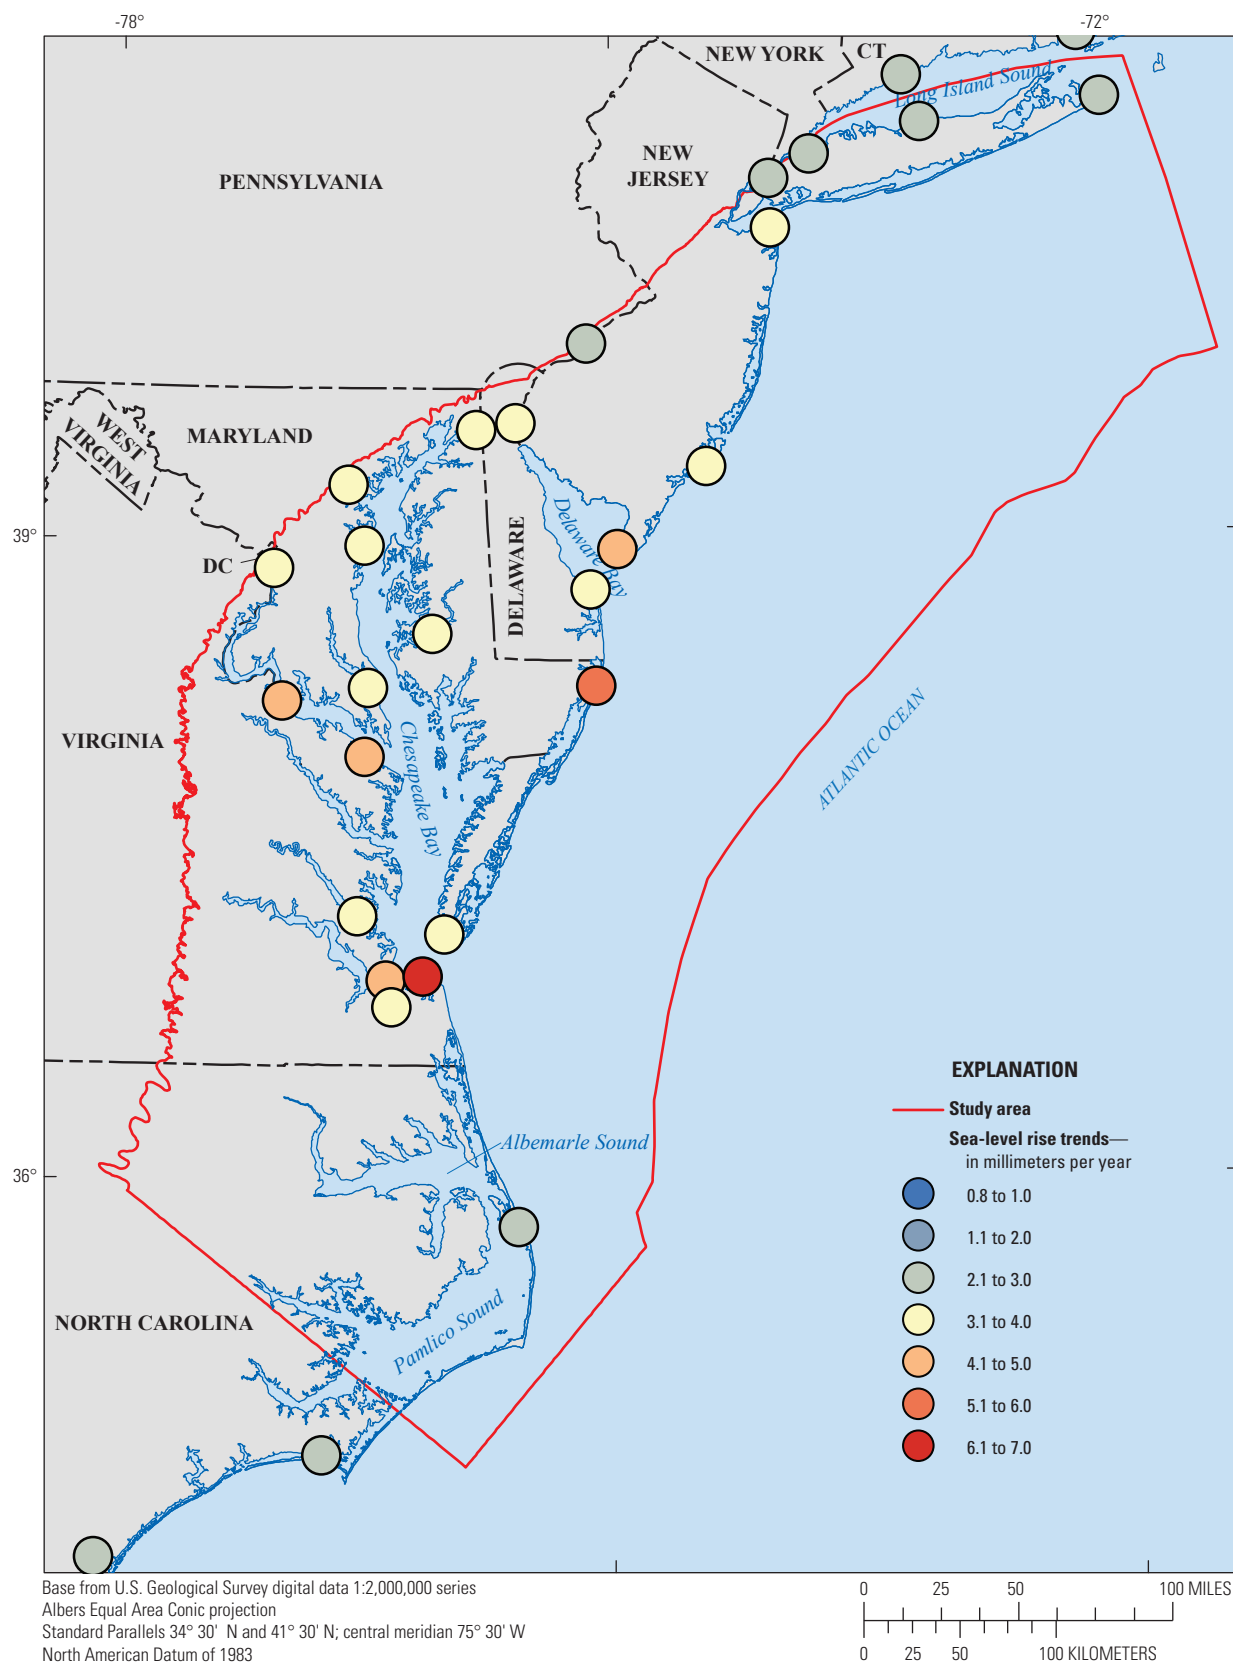 -78°
-72°
NEW YORK
CT
Long Island Sound
NEW
JERSEY
PENNSYLVANIA
MARYLAND
WEST
VIRGINIA
39°
DC
DELAWARE
Delaware Bay
VIRGINIA
Chesapeake Bay
ATLANTIC OCEAN
36°
Albemarle Sound
NORTH CAROLINA
Pamlico Sound
EXPLANATION
Study area
Sea-level rise trends—
in millimeters per year
0.8 to 1.0
1.1 to 2.0
2.1 to 3.0
3.1 to 4.0
4.1 to 5.0
5.1 to 6.0
6.1 to 7.0
Base from U.S. Geological Survey digital data 1:2,000,000 series
Albers Equal Area Conic projection
Standard Parallels 34° 30' N and 41° 30' N; central meridian 75° 30' W
North American Datum of 1983
0 25 50 100 MILES
0 25 50 100 KILOMETERS